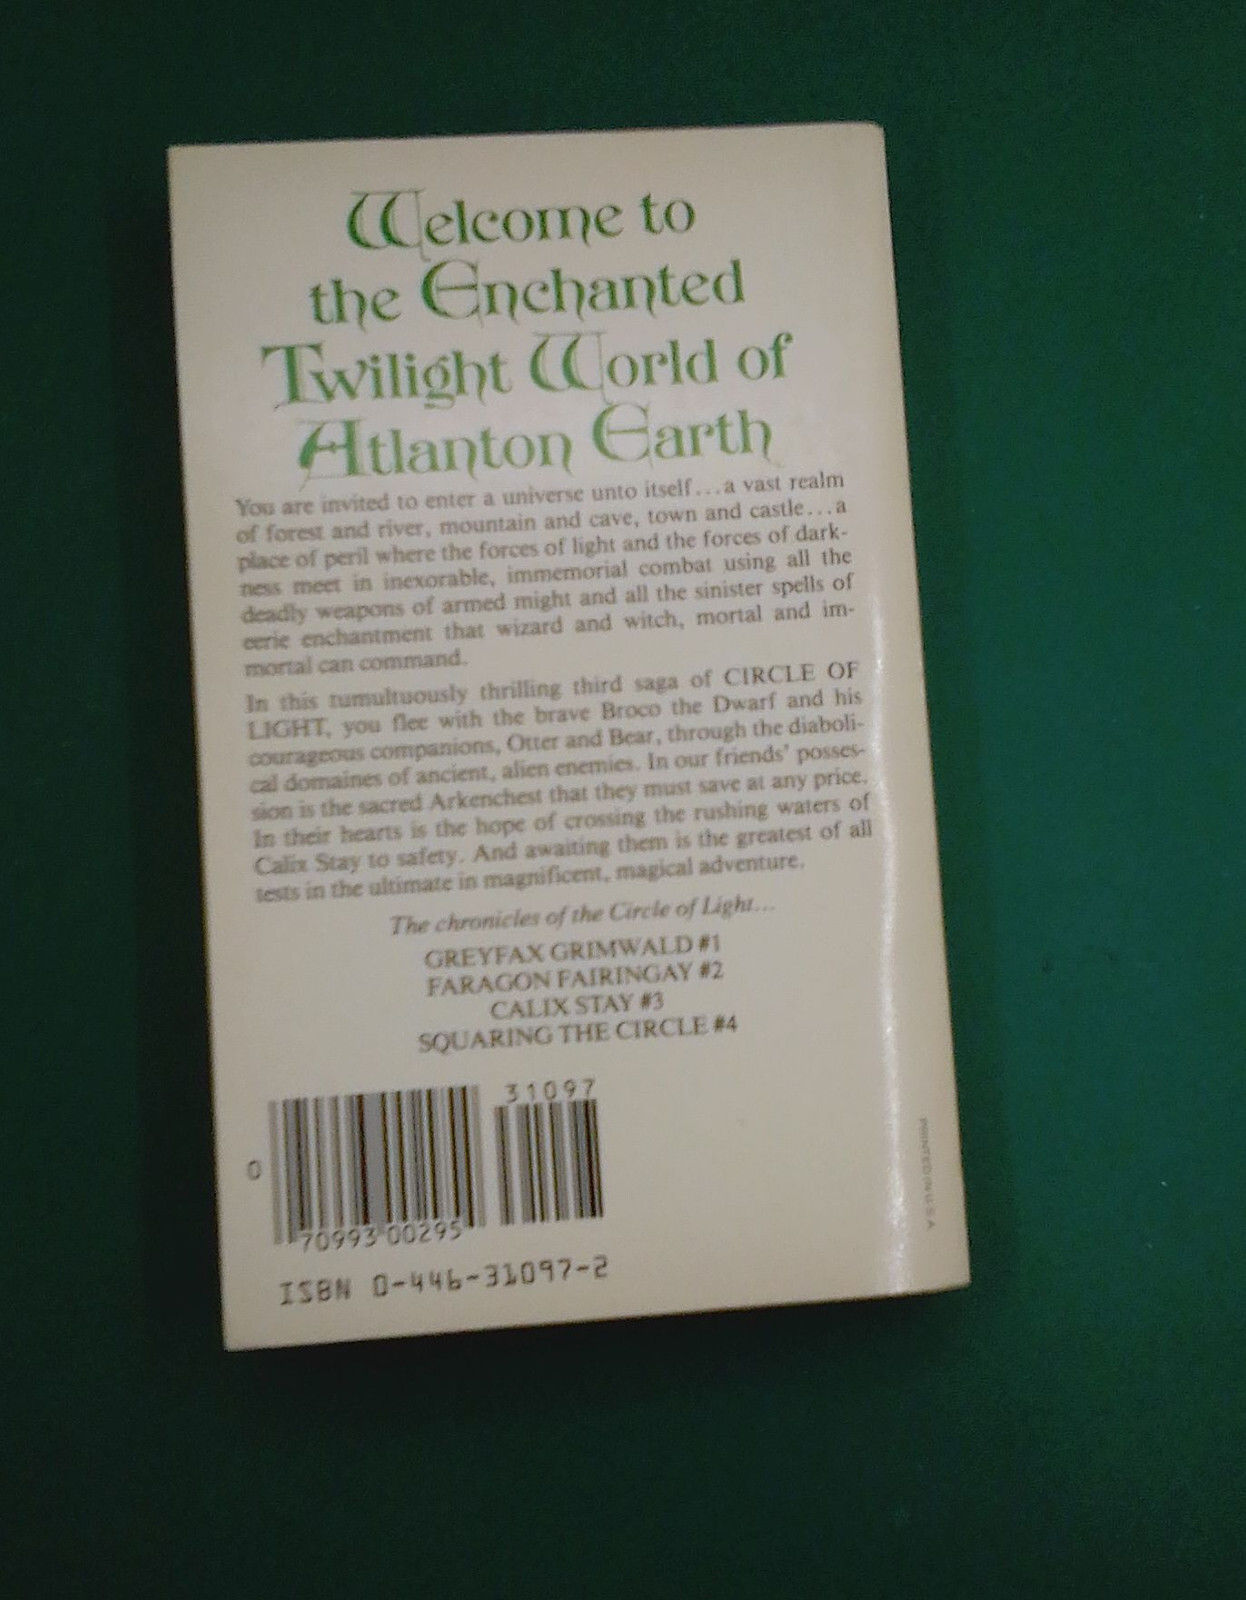 Welcome to
the Enchanted
Twilight World of
Atlanton Earth
You are invited to enter a universe unto itself...a vast realm
of forest and river, mountain and cave, town and castle...a
place of peril where the forces of light and the forces of dark-
ness meet in inexorable, immemorial combat using all the
deadly weapons of armed might and all the sinister spells of
eerie enchantment that wizard and witch, mortal and im-
mortal can command.
In this tumultuously thrilling third saga of CIRCLE OF
LIGHT, you flee with the brave Broco the Dwarf and his
courageous companions, Otter and Bear, through the diaboli-
cal domaines of ancient, alien enemies. In our friends' posses-
sion is the sacred Arkenchest that they must save at any price.
In their hearts is the hope of crossing the rushing waters of
Calix Stay to safety. And awaiting them is the greatest of all
tests in the ultimate in magnificent, magical adventure.
The chronicles of the Circle of Light...
GREYFAX GRIMWALD #1
FARAGON FAIRINGAY #2
CALIX STAY #3
SQUARING THE CIRCLE #4
31097
0
70993 00295
ISBN 0-446-31097-2
PRINTED IN U.S.A.